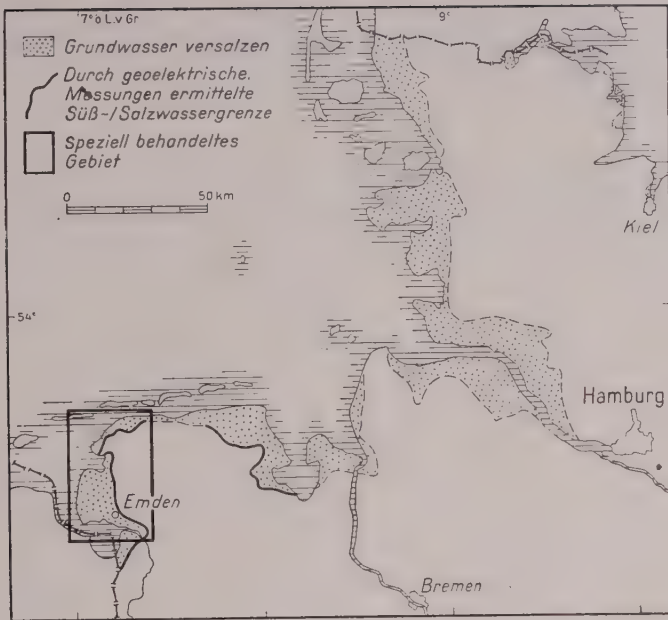 7° ö L.v Gr
9°
Grundwasser versalzen
Durch geoelektrische.
Messungen ermittelte
Süß-/Salzwassergrenze
Speziell behandeltes
Gebiet
0 50 km
Kiel
54°
Hamburg
Emden
Bremen